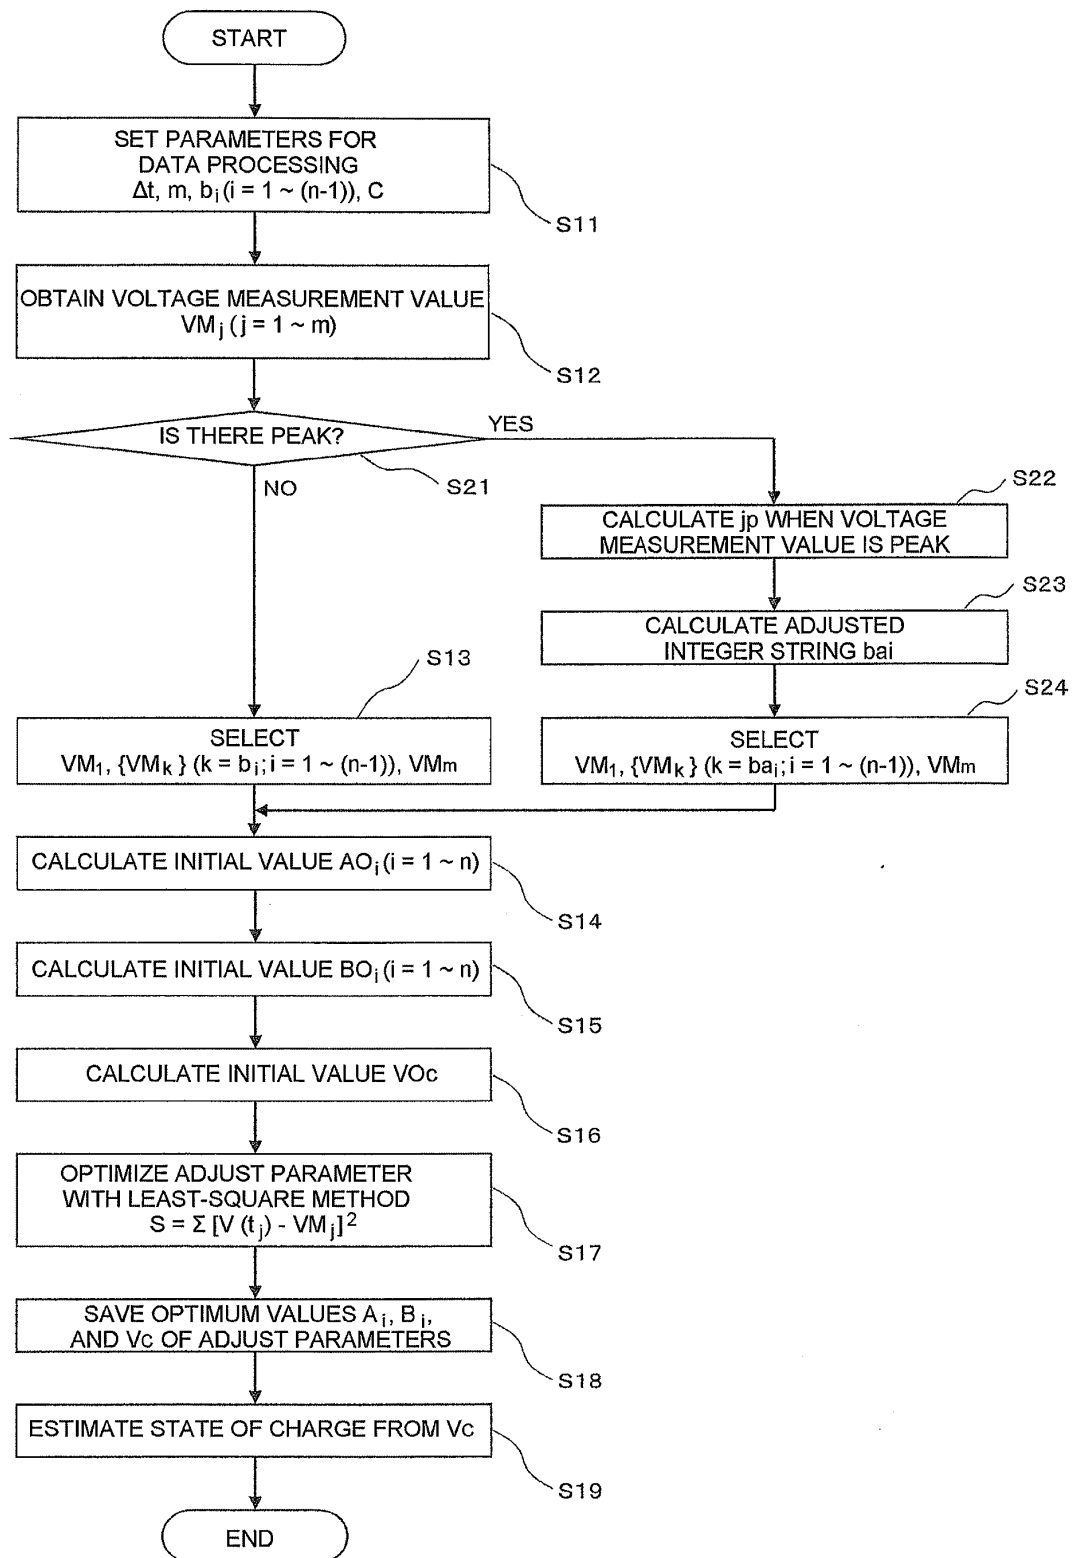 START
SET PARAMETERS FOR
DATA PROCESSING
Δt, m, bi (i = 1 ~ (n-1)), C
S11
OBTAIN VOLTAGE MEASUREMENT VALUE
VMj (j = 1 ~ m)
S12
IS THERE PEAK?
YES
S21
NO
S22
CALCULATE jp WHEN VOLTAGE
MEASUREMENT VALUE IS PEAK
S23
CALCULATE ADJUSTED
INTEGER STRING bai
S13
S24
SELECT
VM1, {VMk} (k = bi; i = 1 ~ (n-1)), VMm
SELECT
VM1, {VMk} (k = bai; i = 1 ~ (n-1)), VMm
CALCULATE INITIAL VALUE AOi (i = 1 ~ n)
S14
CALCULATE INITIAL VALUE BOi (i = 1 ~ n)
S15
CALCULATE INITIAL VALUE VOc
S16
OPTIMIZE ADJUST PARAMETER
WITH LEAST-SQUARE METHOD
S = Σ [V (tj) - VMj]²
S17
SAVE OPTIMUM VALUES Ai, Bi,
AND Vc OF ADJUST PARAMETERS
S18
ESTIMATE STATE OF CHARGE FROM Vc
S19
END